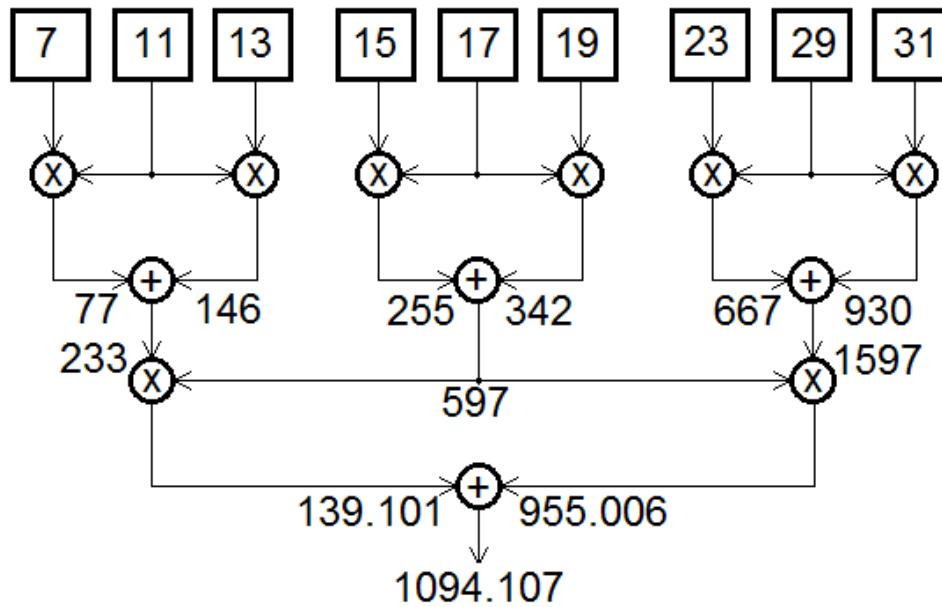 7 11 13 15 17 19 23 29 31
X X X X X X
+ + +
77 146 255 342 667 930
233 X 597 X 1597
139.101 + 955.006
1094.107